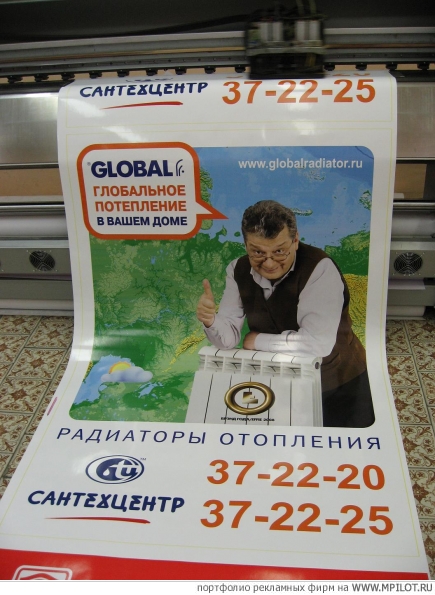 САНТЕХЦЕНТР 37-22-25
GLOBAL
ГЛОБАЛЬНОЕ
ПОТЕПЛЕНИЕ
В ВАШЕМ ДОМЕ
www.globalradiator.ru
РАДИАТОРЫ ОТОПЛЕНИЯ
37-22-20
САНТЕХЦЕНТР 37-22-25
портфолио рекламных фирм на WWW.MPILOT.RU